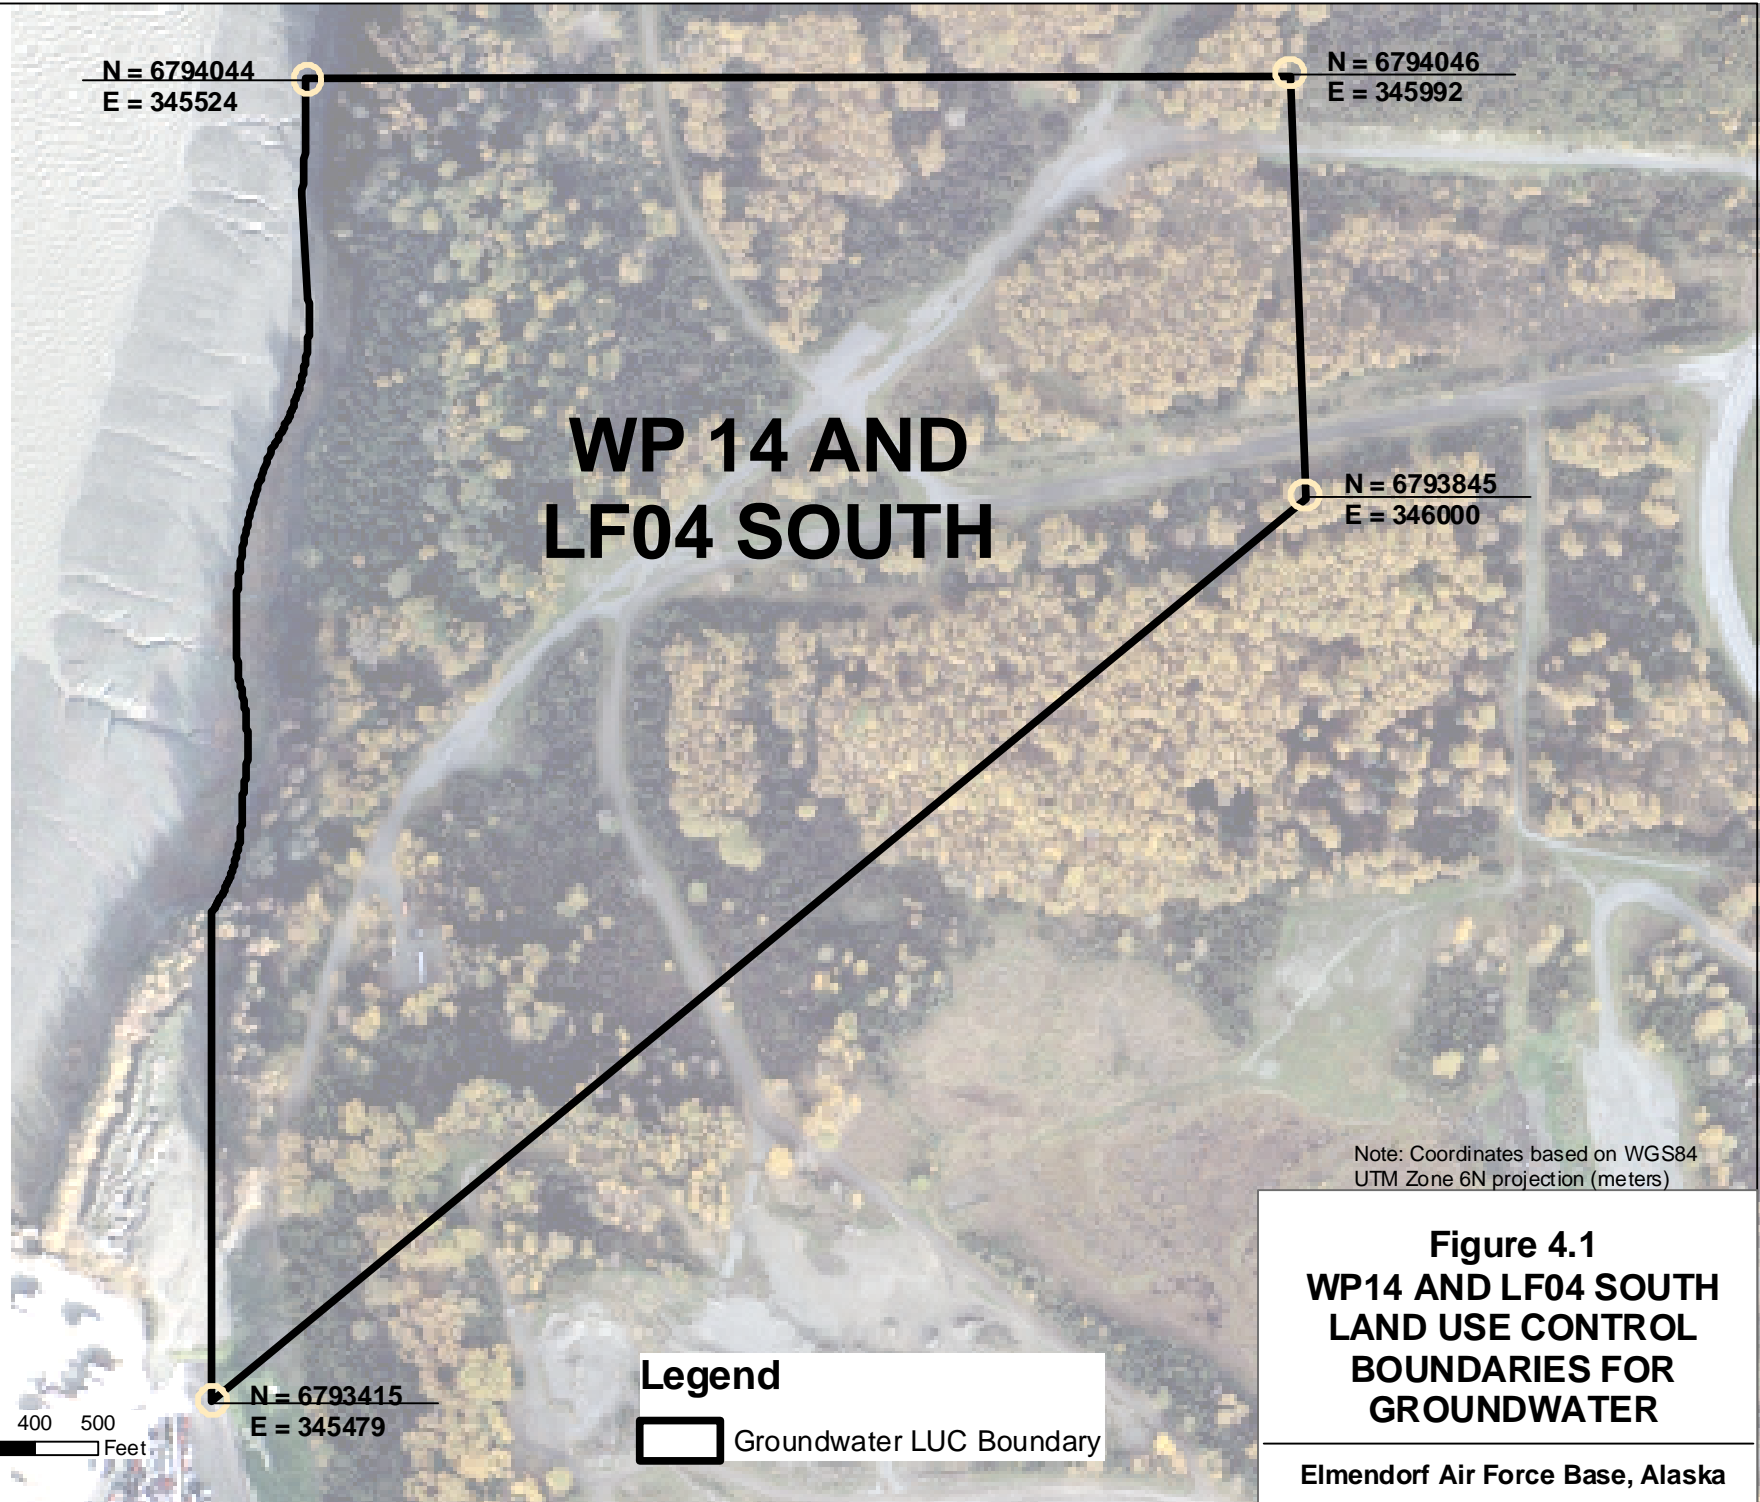 N = 6794044
E = 345524
N = 6794046
E = 345992
WP 14 AND
LF04 SOUTH
N = 6793845
E = 346000
Note: Coordinates based on WGS84
UTM Zone 6N projection (meters)
Figure 4.1
WP14 AND LF04 SOUTH
LAND USE CONTROL
BOUNDARIES FOR
GROUNDWATER
Elmendorf Air Force Base, Alaska
Legend
Groundwater LUC Boundary
N = 6793415
E = 345479
400 500
Feet